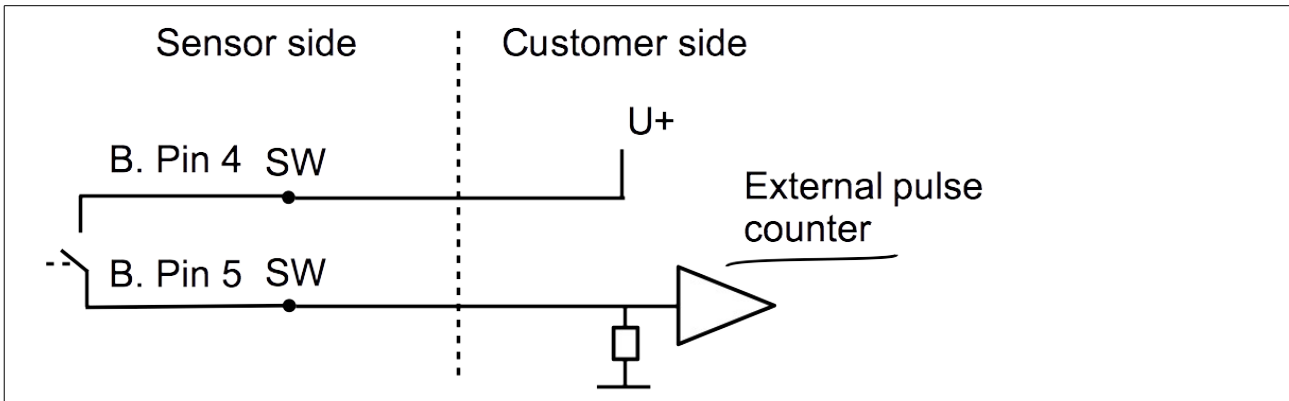 Sensor side
Customer side
U+
B. Pin 4 SW
External pulse
counter
B. Pin 5 SW